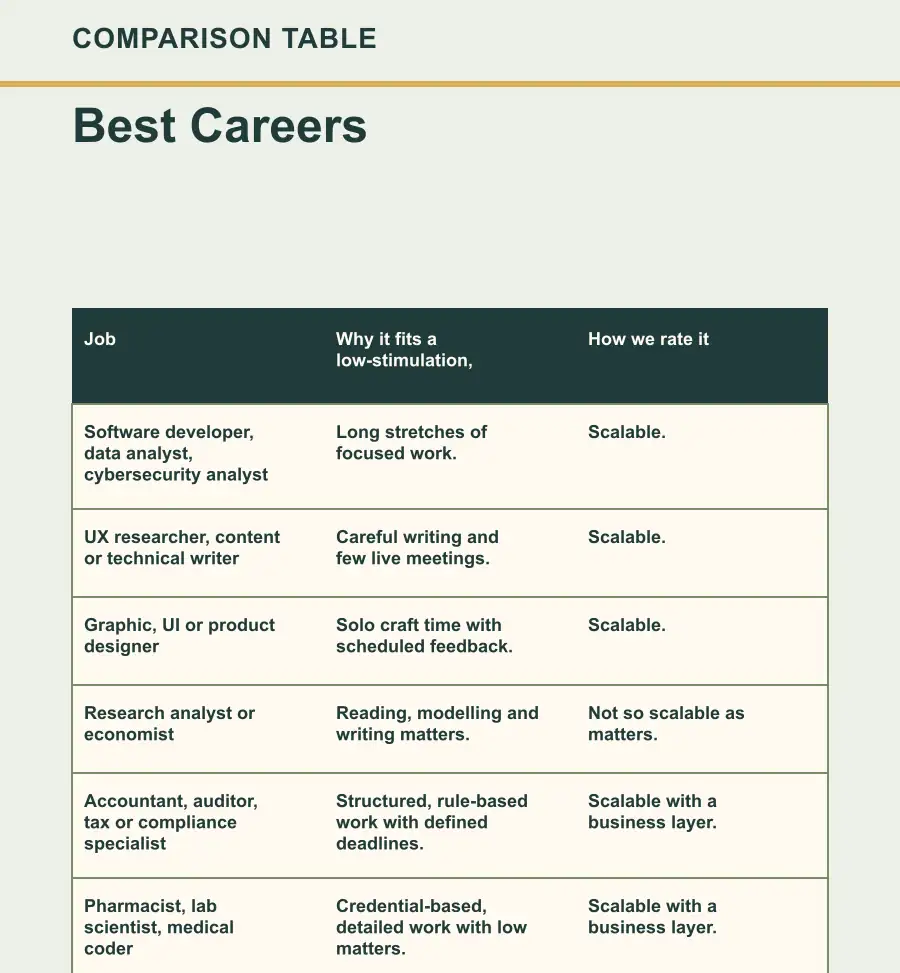 COMPARISON TABLE
Best Careers
Job
Why it fits a
low-stimulation,
How we rate it
Software developer,
data analyst,
cybersecurity analyst
Long stretches of
focused work.
Scalable.
UX researcher, content
or technical writer
Careful writing and
few live meetings.
Scalable.
Graphic, UI or product
designer
Solo craft time with
scheduled feedback.
Scalable.
Research analyst or
economist
Reading, modelling and
writing matters.
Not so scalable as
matters.
Accountant, auditor,
tax or compliance
specialist
Structured, rule-based
work with defined
deadlines.
Scalable with a
business layer.
Pharmacist, lab
scientist, medical
coder
Credential-based,
detailed work with low
matters.
Scalable with a
business layer.